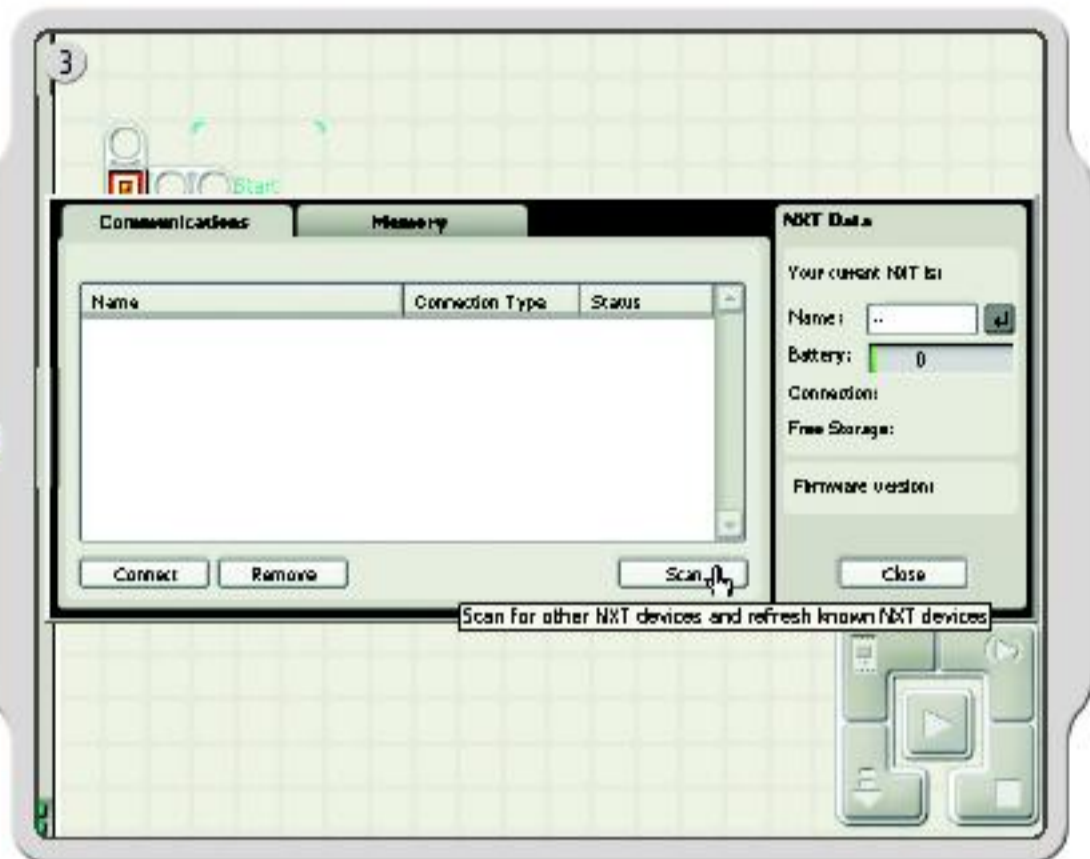 3
Start
Communications
Memory
Name
Connection Type
Status
Connect
Remove
Scan
Scan for other NXT devices and refresh known NXT devices
NXT Data
Your current NXT is:
Name: --
Battery: 0
Connection:
Free Storage:
Firmware version:
Close